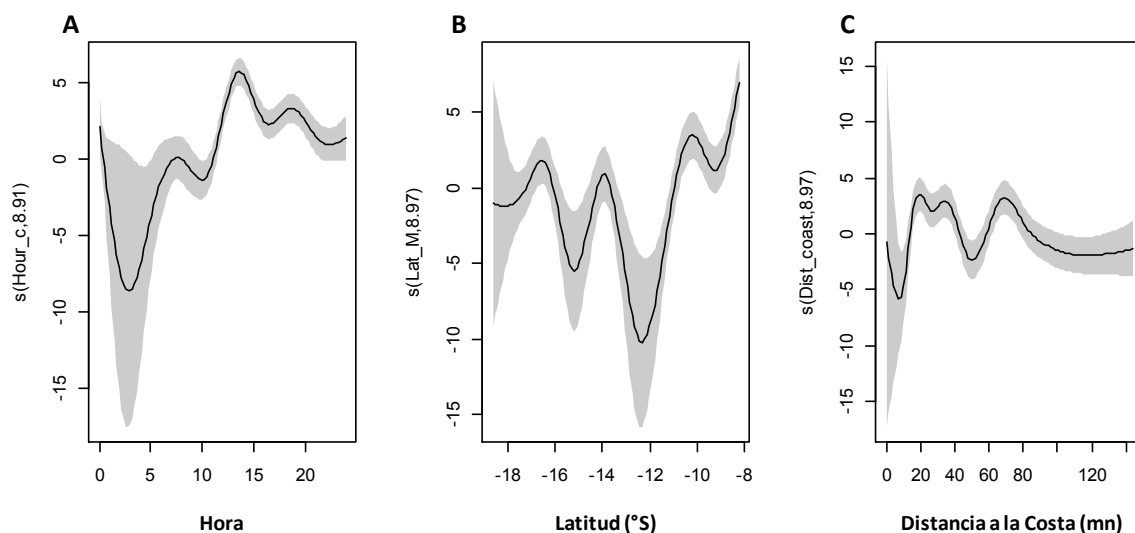 A
B
C
s(Hour_c,8.91)
5
0
-5
-10
-15
0 5 10 15 20
Hora
s(Lat_M,8.97)
5
0
-5
-10
-15
-18 -16 -14 -12 -10 -8
Latitud (°S)
s(Dist_coast,8.97)
15
10
5
0
-5
-10
-15
0 20 40 60 80 120
Distancia a la Costa (mn)